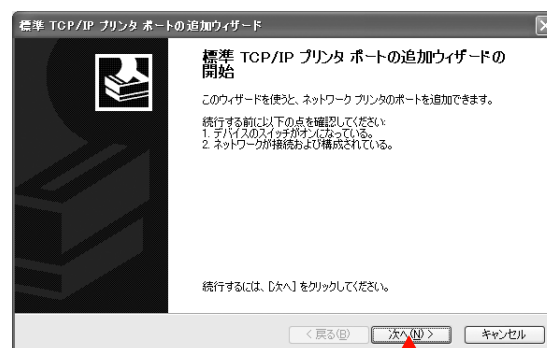 標準 TCP/IP プリンタ ポートの追加ウィザード
標準 TCP/IP プリンタ ポートの追加ウィザードの
開始
このウィザードを使うと、ネットワーク プリンタのポートを追加できます。
続行する前に以下の点を確認してください:
1. デバイスのスイッチがオンになっている。
2. ネットワークが接続および構成されている。
続行するには、[次へ] をクリックしてください。
< 戻る(B)
次へ(N) >
キャンセル